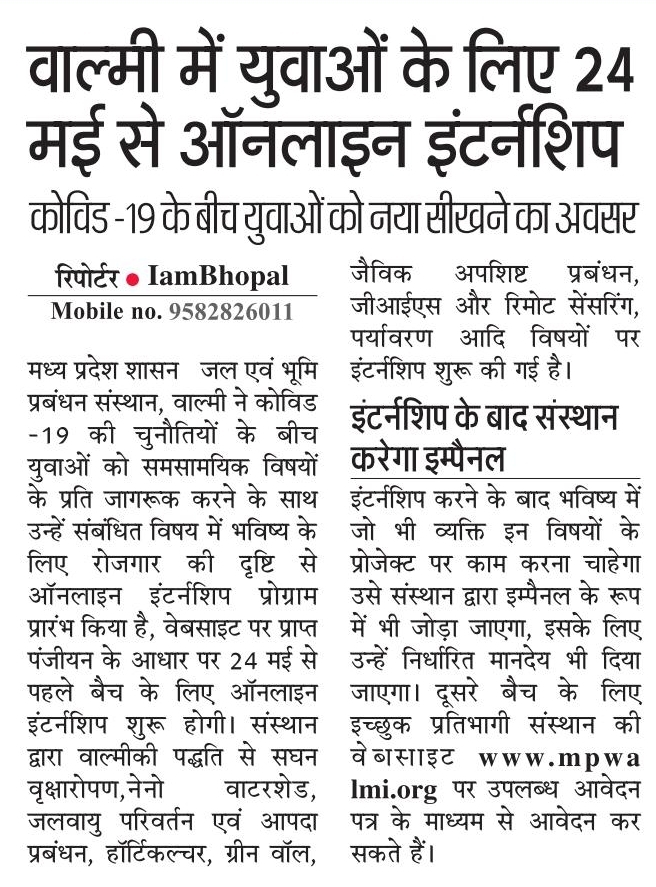 वाल्मी में युवाओं के लिए 24
मई से ऑनलाइन इंटर्नशिप
कोविड -19 के बीच युवाओं को नया सीखने का अवसर
रिपोर्टर ● IamBhopal
Mobile no. 9582826011
मध्य प्रदेश शासन जल एवं भूमि
प्रबंधन संस्थान, वाल्मी ने कोविड
-19 की चुनौतियों के बीच
युवाओं को समसामयिक विषयों
के प्रति जागरूक करने के साथ
उन्हें संबंधित विषय में भविष्य के
लिए रोजगार की दृष्टि से
ऑनलाइन इंटर्नशिप प्रोग्राम
प्रारंभ किया है, वेबसाइट पर प्राप्त
पंजीयन के आधार पर 24 मई से
पहले बैच के लिए ऑनलाइन
इंटर्नशिप शुरू होगी। संस्थान
द्वारा वाल्मीकी पद्धति से सघन
वृक्षारोपण,नेनो वाटरशेड,
जलवायु परिवर्तन एवं आपदा
प्रबंधन, हॉर्टिकल्चर, ग्रीन वॉल,
जैविक अपशिष्ट प्रबंधन,
जीआईएस और रिमोट सेंसरिंग,
पर्यावरण आदि विषयों पर
इंटर्नशिप शुरू की गई है।
इंटर्नशिप के बाद संस्थान
करेगा इम्पैनल
इंटर्नशिप करने के बाद भविष्य में
जो भी व्यक्ति इन विषयों के
प्रोजेक्ट पर काम करना चाहेगा
उसे संस्थान द्वारा इम्पैनल के रूप
में भी जोड़ा जाएगा, इसके लिए
उन्हें निर्धारित मानदेय भी दिया
जाएगा। दूसरे बैच के लिए
इच्छुक प्रतिभागी संस्थान की
वेबसाइट www.mpwa
lmi.org पर उपलब्ध आवेदन
पत्र के माध्यम से आवेदन कर
सकते हैं।